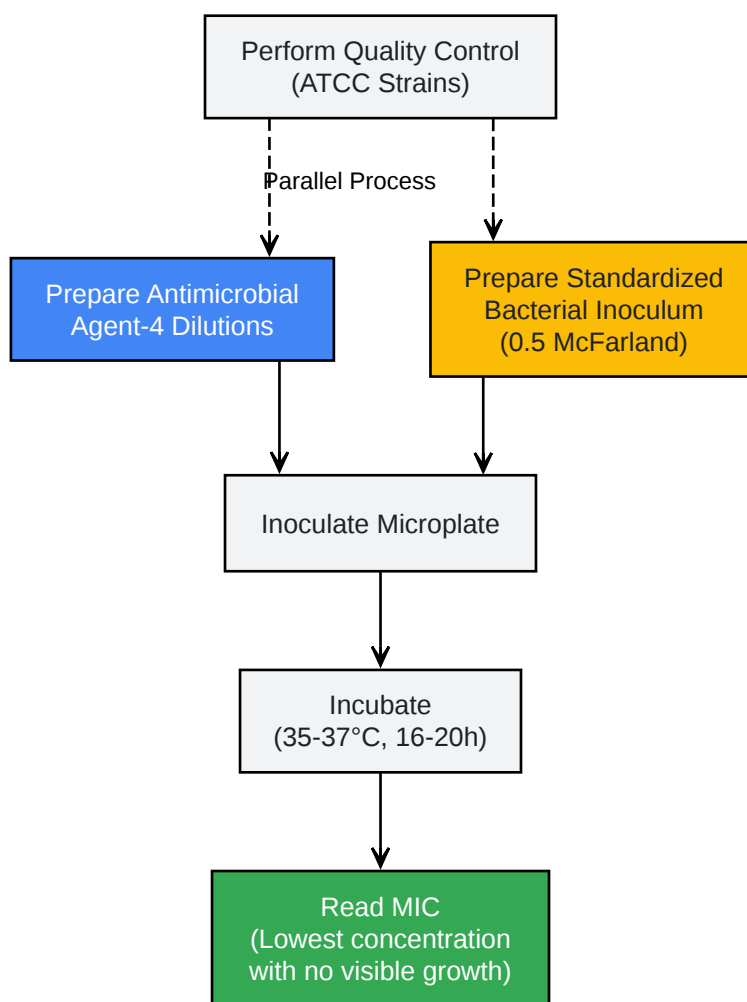 Perform Quality Control
(ATCC Strains)
Parallel Process
Prepare Antimicrobial
Agent-4 Dilutions
Prepare Standardized
Bacterial Inoculum
(0.5 McFarland)
Inoculate Microplate
Incubate
(35-37°C, 16-20h)
Read MIC
(Lowest concentration
with no visible growth)